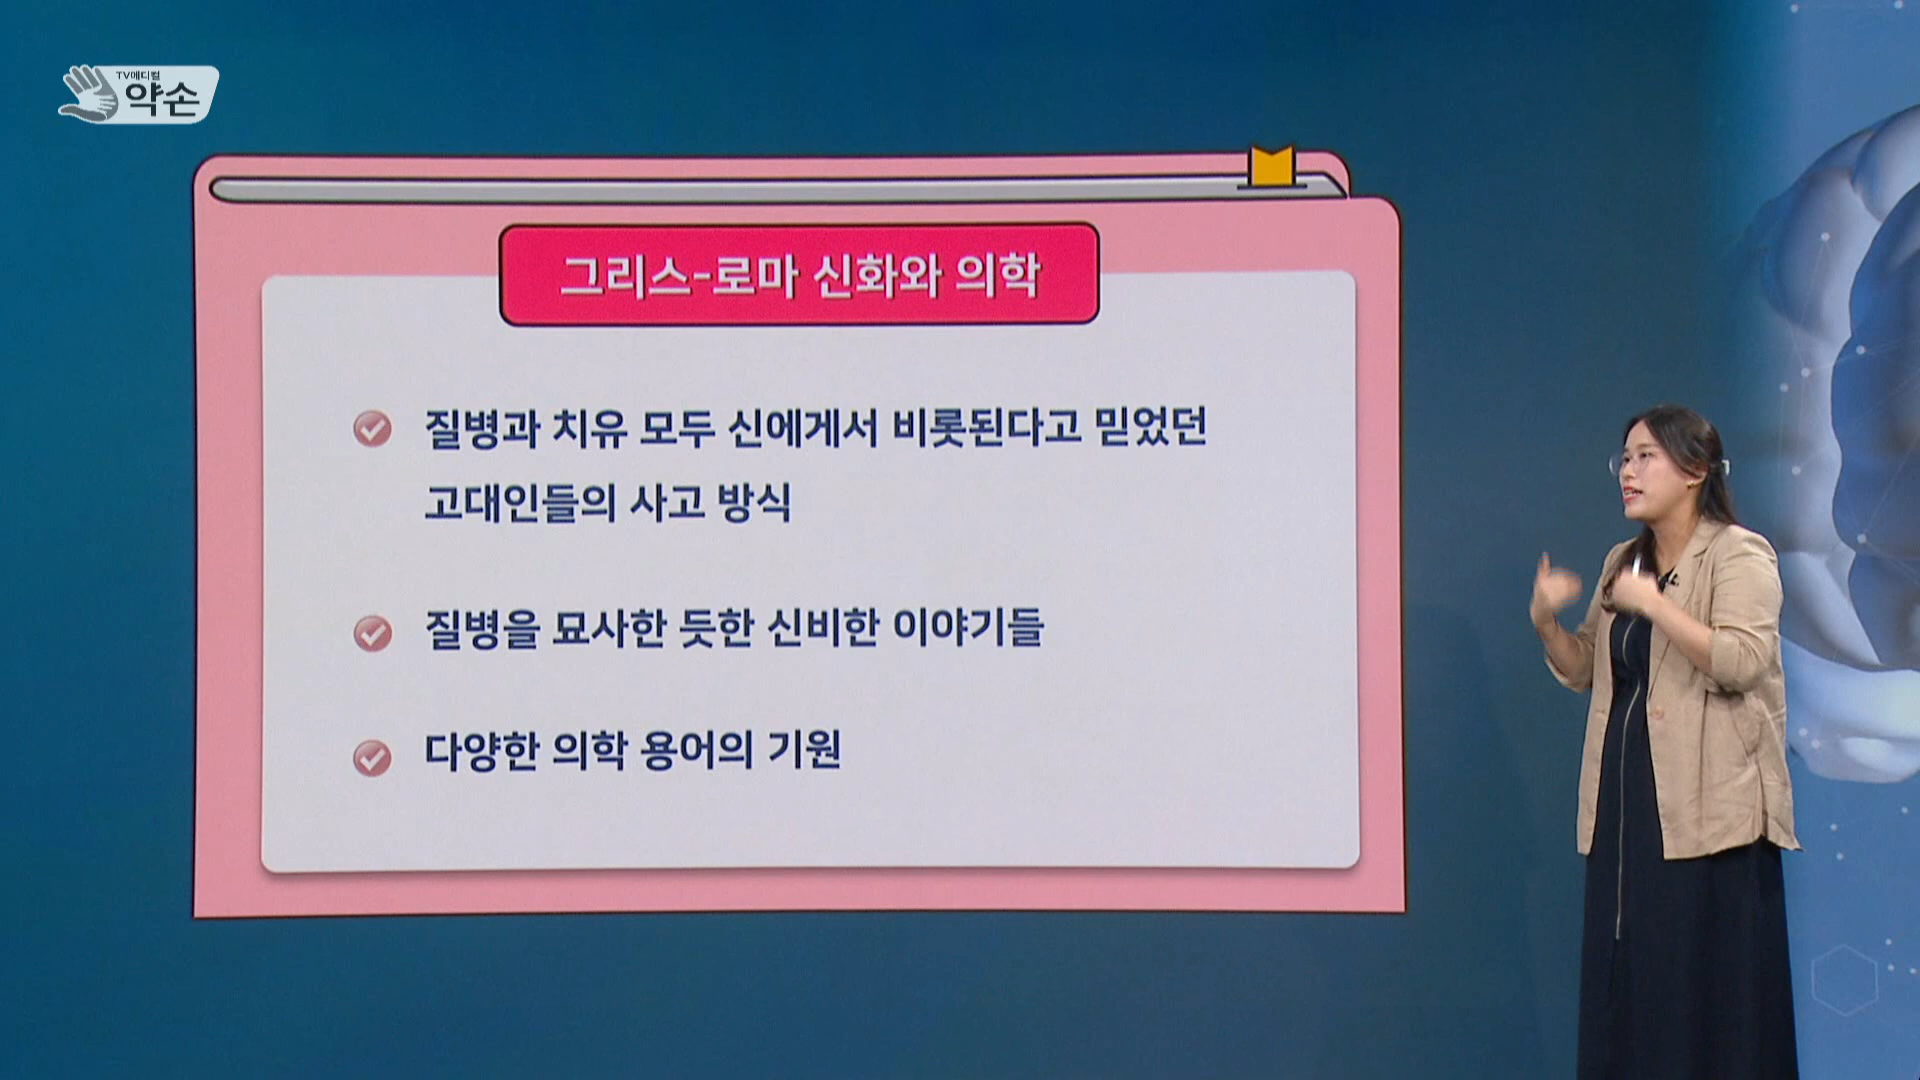 TV메디컬
약손
그리스-로마 신화와 의학
질병과 치유 모두 신에게서 비롯된다고 믿었던
고대인들의 사고 방식
질병을 묘사한 듯한 신비한 이야기들
다양한 의학 용어의 기원